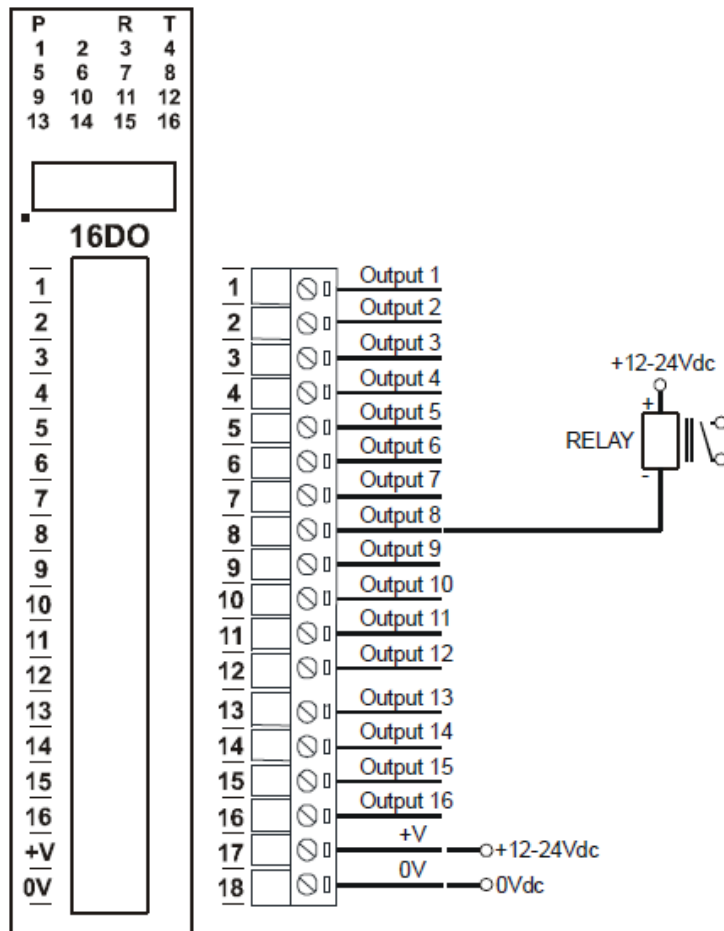 P R T
1 2 3 4
5 6 7 8
9 10 11 12
13 14 15 16
16DO
1
2
3
4
5
6
7
8
9
10
11
12
13
14
15
16
+V
0V
1 Output 1
2 Output 2
3 Output 3
4 Output 4
5 Output 5
6 Output 6
7 Output 7
8 Output 8
9 Output 9
10 Output 10
11 Output 11
12 Output 12
13 Output 13
14 Output 14
15 Output 15
16 Output 16
17 +V +12-24Vdc
18 0V 0Vdc
+12-24Vdc
+
RELAY
-